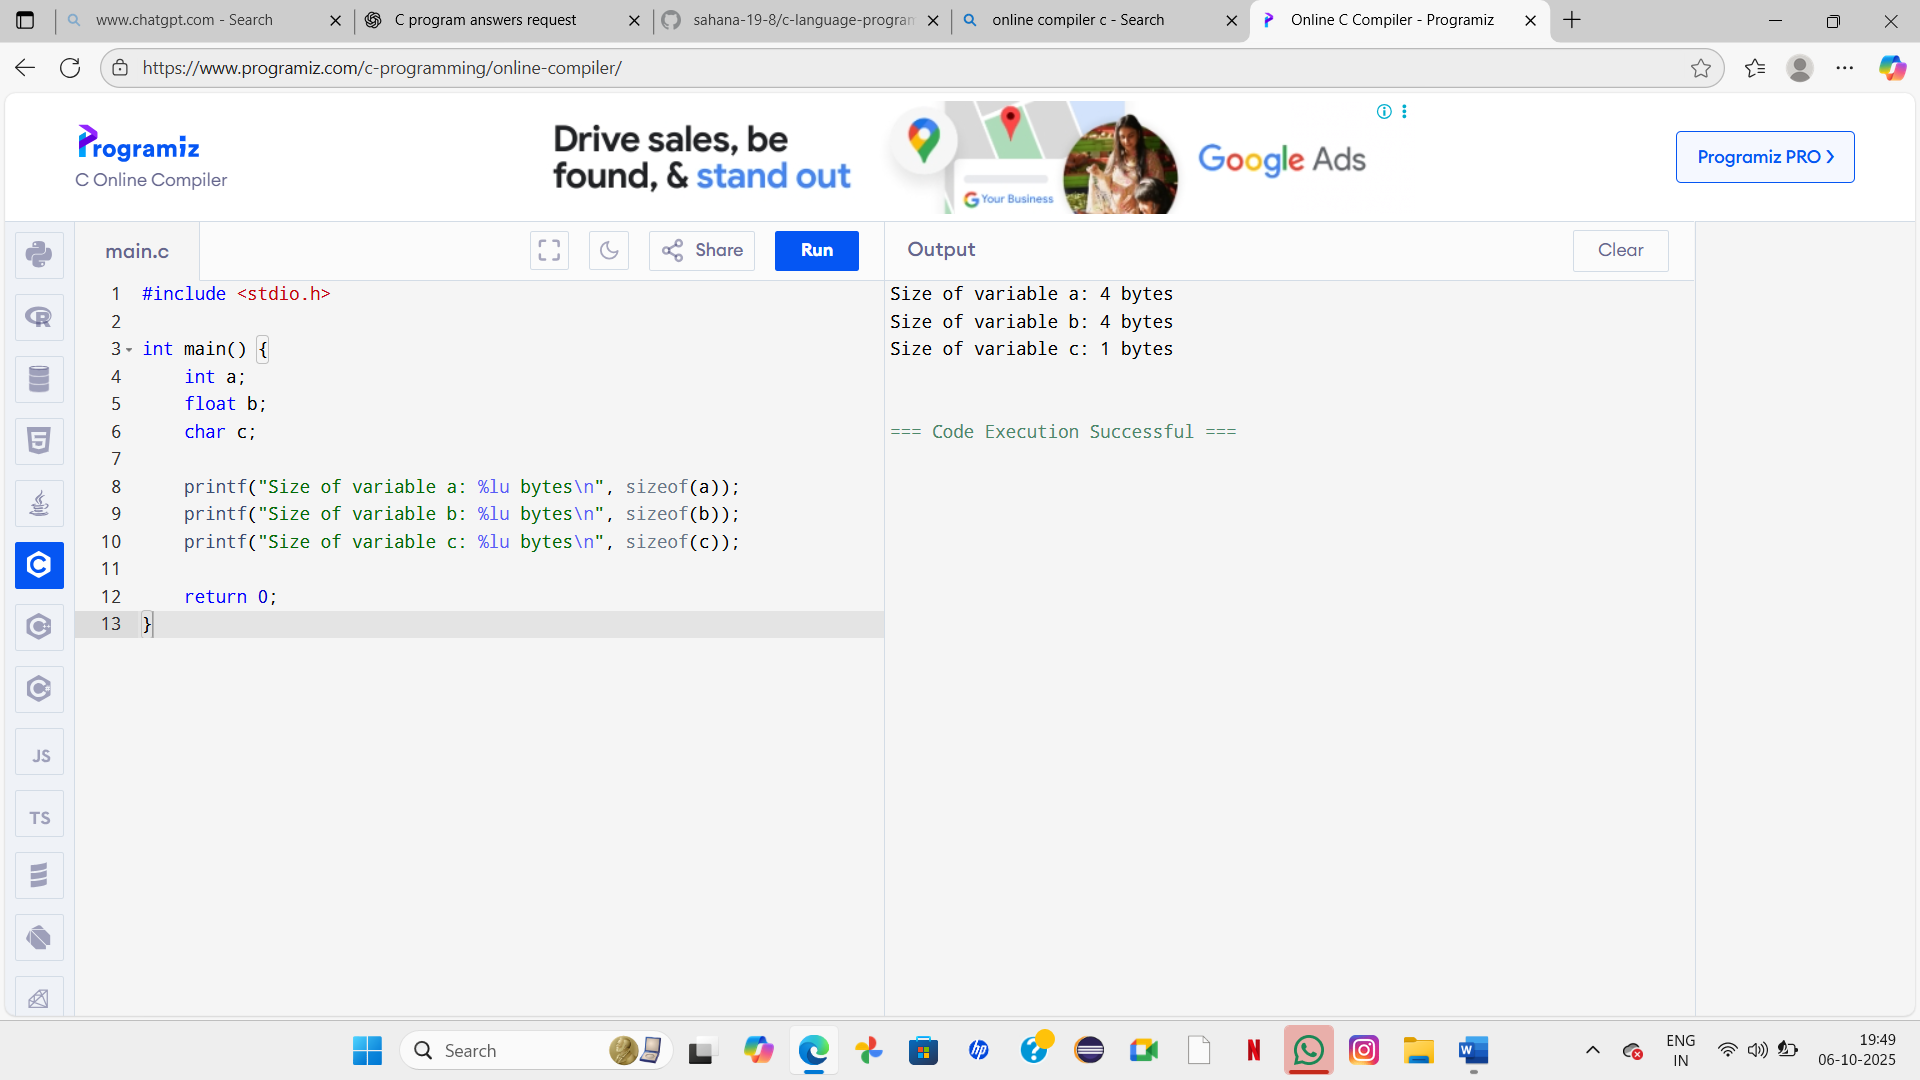 www.chatgpt.com - Search
C program answers request
sahana-19-8/c-language-program
online compiler c - Search
Online C Compiler - Programiz
https://www.programiz.com/c-programming/online-compiler/
Programiz
C Online Compiler
Drive sales, be
found, & stand out
G Your Business
Google Ads
Programiz PRO
main.c
Share
Run
Output
Clear
1 #include <stdio.h>
2
3 int main() {
4 int a;
5 float b;
6 char c;
7
8 printf("Size of variable a: %lu bytes\n", sizeof(a));
9 printf("Size of variable b: %lu bytes\n", sizeof(b));
10 printf("Size of variable c: %lu bytes\n", sizeof(c));
11
12 return 0;
13 }
Size of variable a: 4 bytes
Size of variable b: 4 bytes
Size of variable c: 1 bytes
=== Code Execution Successful ===
JS
TS
Search
hp
N
W
ENG
IN
19:49
06-10-2025